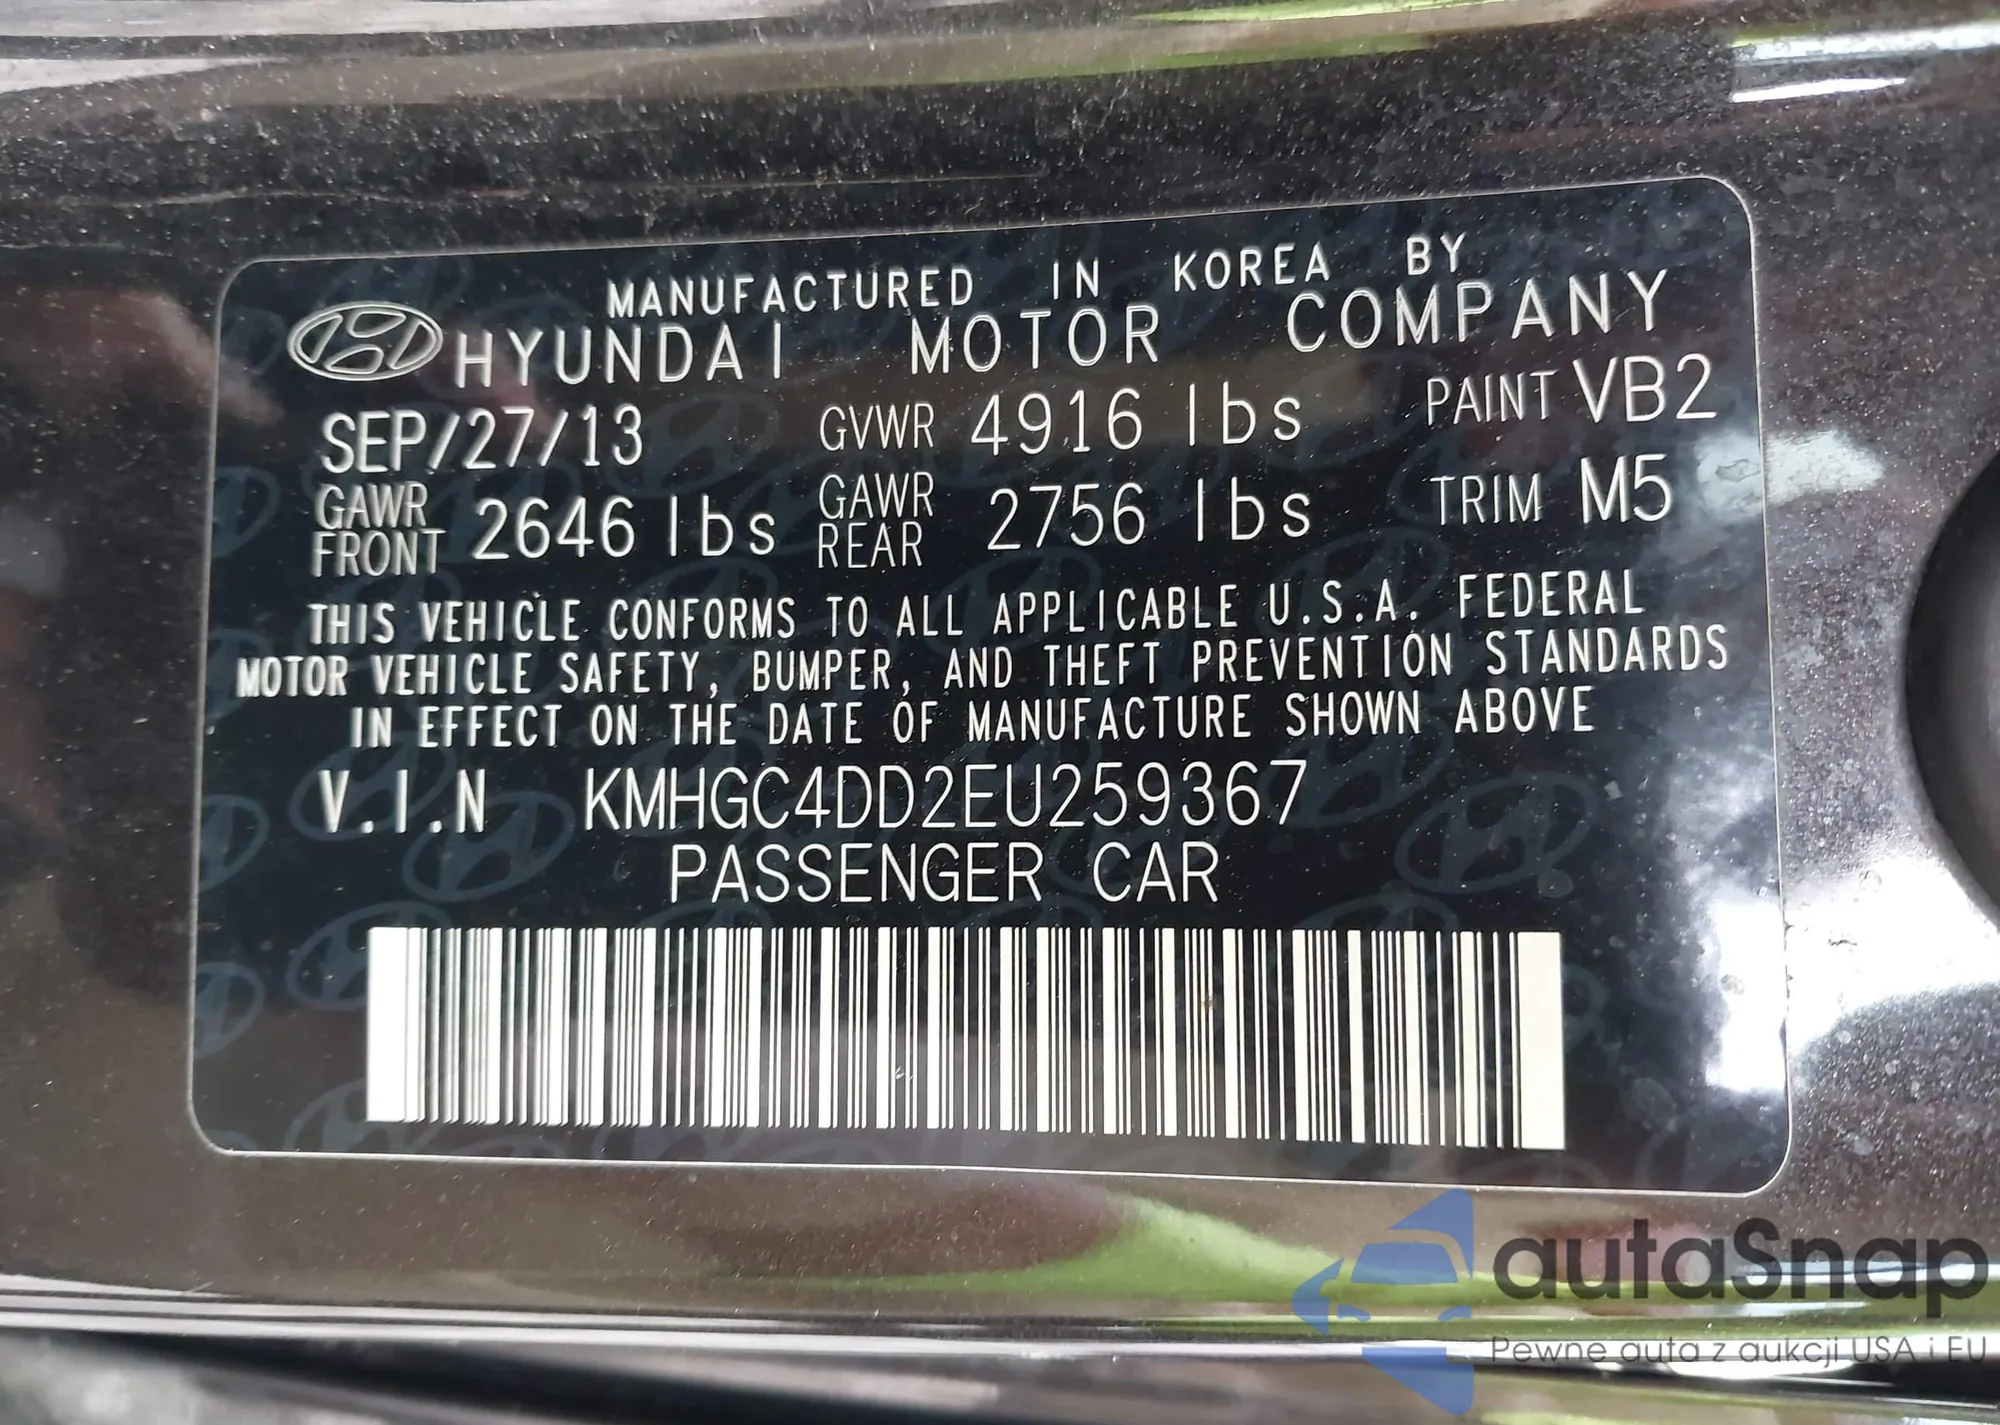 MANUFACTURED IN KOREA BY
HYUNDAI MOTOR COMPANY
SEP/27/13 GVWR 4916 lbs PAINT VB2
GAWR FRONT 2646 lbs GAWR REAR 2756 lbs TRIM M5
THIS VEHICLE CONFORMS TO ALL APPLICABLE U.S.A. FEDERAL
MOTOR VEHICLE SAFETY, BUMPER, AND THEFT PREVENTION STANDARDS
IN EFFECT ON THE DATE OF MANUFACTURE SHOWN ABOVE
V.I.N KMHGC4DD2EU259367
PASSENGER CAR
autaSnap
Pewne auta z aukcji USA i EU